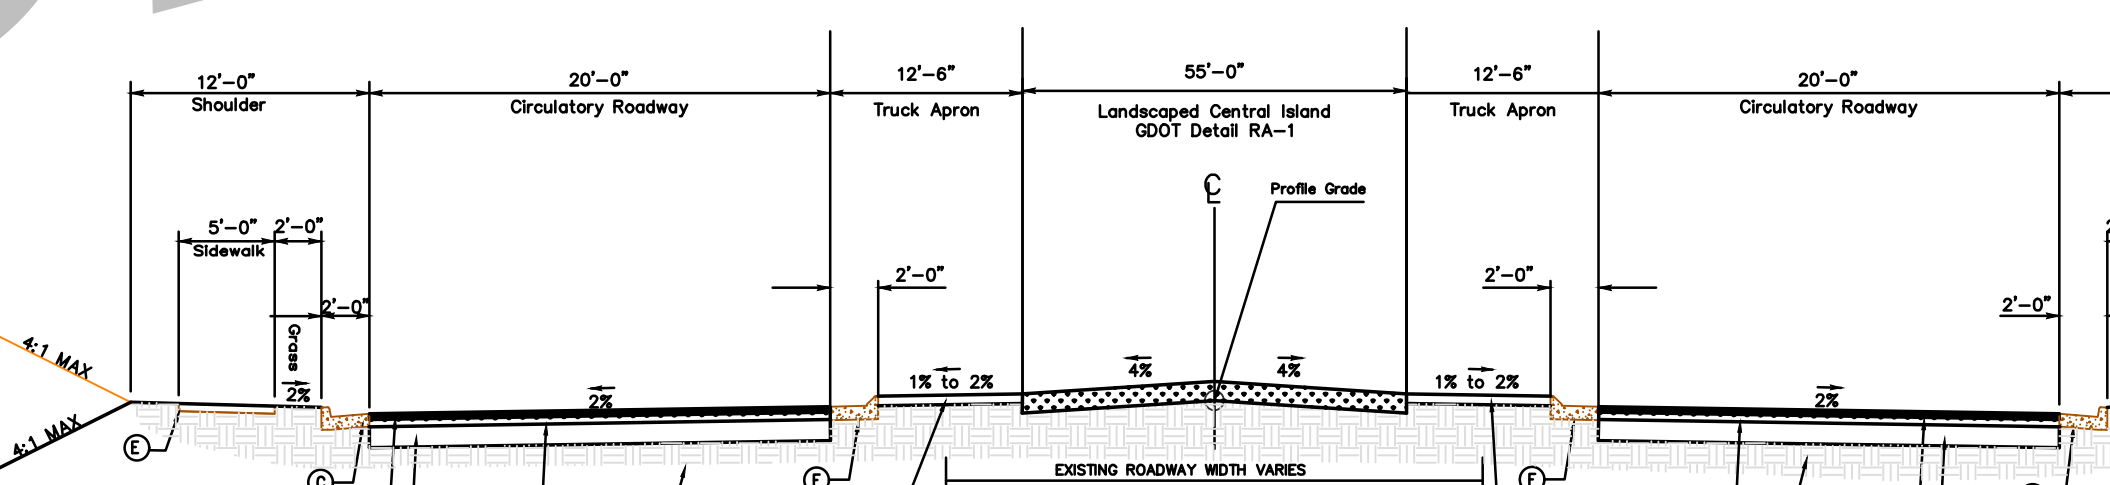 12'-0"
Shoulder
20'-0"
Circulatory Roadway
12'-6"
Truck Apron
55'-0"
Landscaped Central Island
GDOT Detail RA-1
12'-6"
Truck Apron
20'-0"
Circulatory Roadway
℄
Profile Grade
5'-0"
Sidewalk
2'-0"
2'-0"
Grass
2%
2'-0"
2'-0"
2'-0"
4:1 MAX
4:1 MAX
2%
1% to 2%
4%
4%
1% to 2%
2%
E
EXISTING ROADWAY WIDTH VARIES